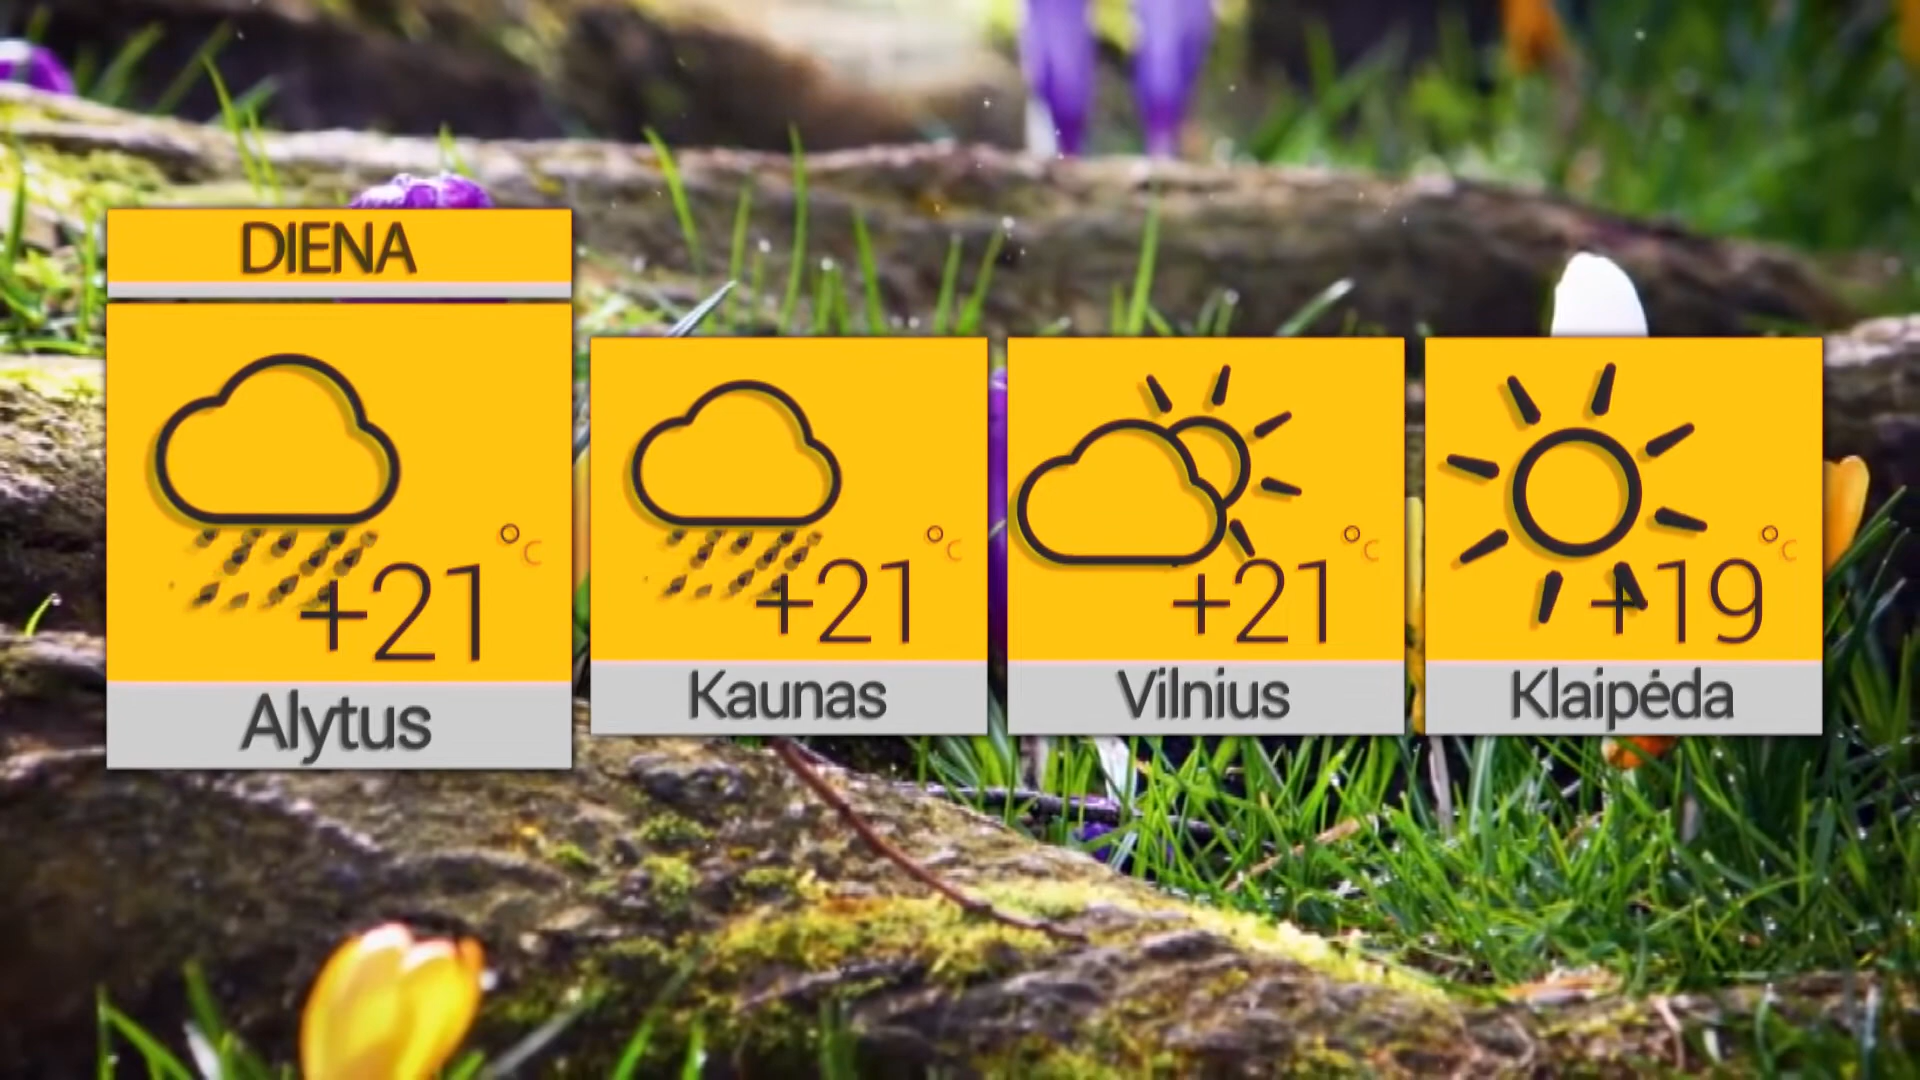 DIENA
°C
+21
Alytus
°C
+21
Kaunas
°C
+21
Vilnius
°C
+19
Klaipėda